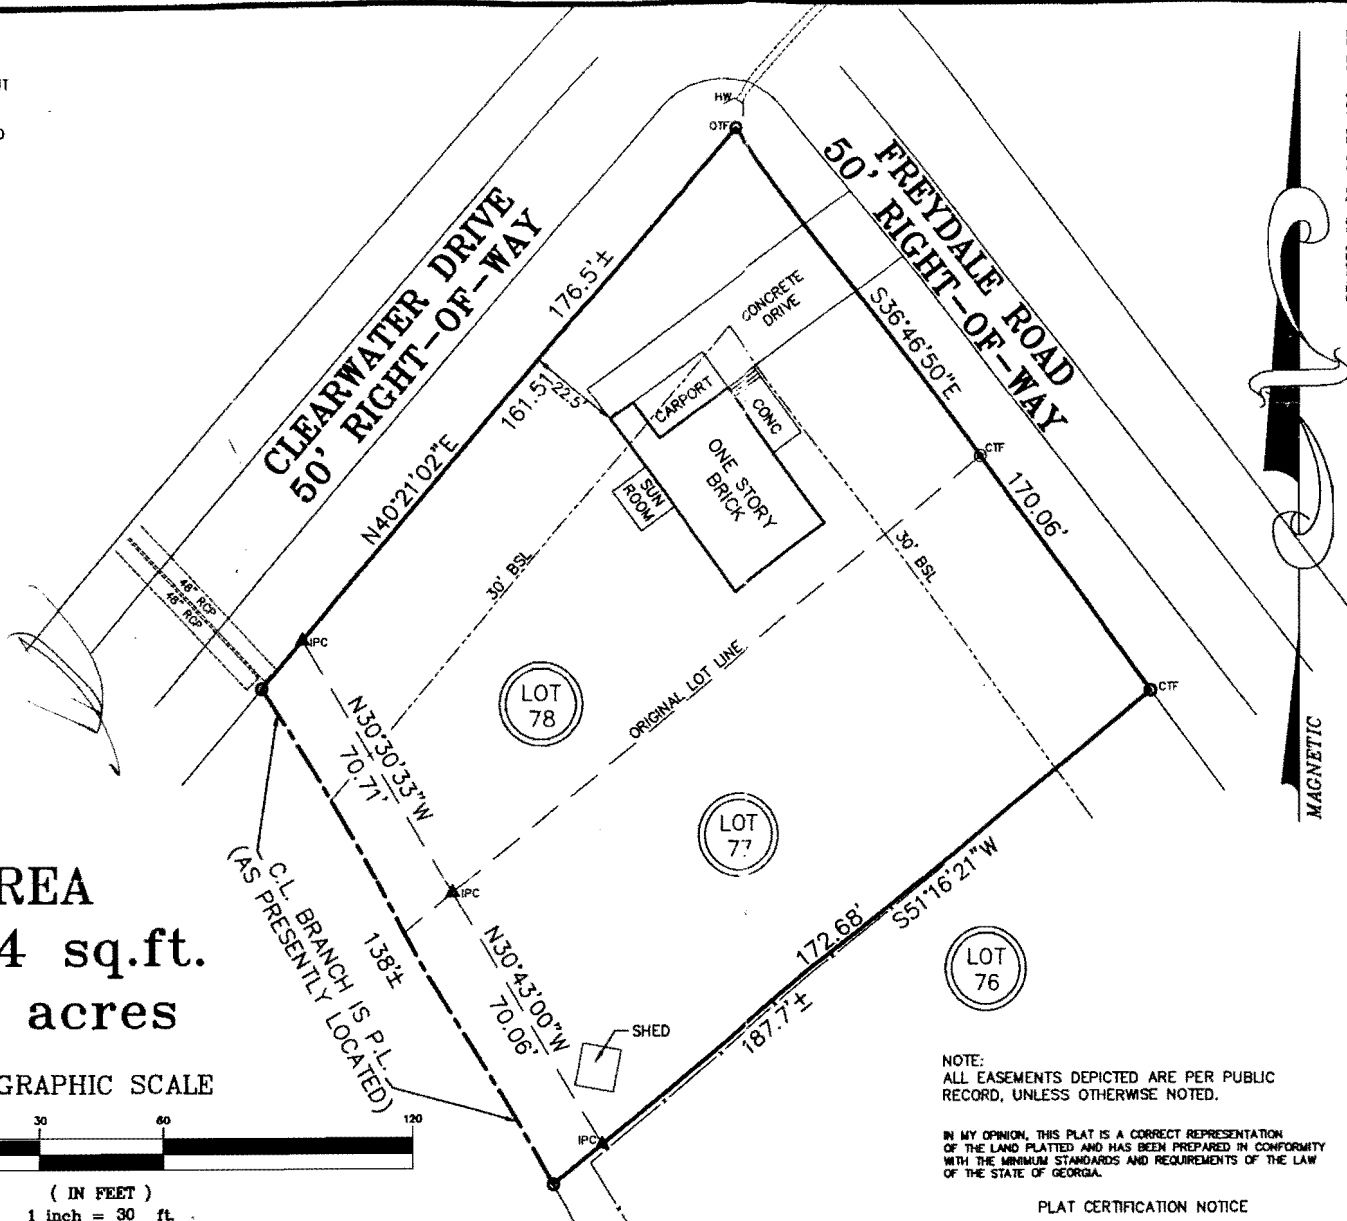 HW
OTF
CLEARWATER DRIVE
50' RIGHT-OF-WAY
FREYDALE ROAD
50' RIGHT-OF-WAY
176.5'±
161.51
22.5'
N40°21'02"E
S36°46'50"E
CTF
170.06'
CTF
CONCRETE
DRIVE
CARPORT
CONC
ONE STORY
BRICK
SUN
ROOM
30' BSL
30' BSL
48" RCP
48" RCP
IPC
ORIGINAL LOT LINE
LOT
78
N30°30'33"W
70.71'
LOT
77
IPC
MAGNETIC
C.L. BRANCH IS P.L.
(AS PRESENTLY LOCATED)
138'±
N30°43'00"W
70.06'
172.68'
S51°16'21"W
187.7'±
LOT
76
SHED
IPC
REA
4 sq.ft.
acres
GRAPHIC SCALE
30
60
120
( IN FEET )
1 inch = 30 ft.
NOTE:
ALL EASEMENTS DEPICTED ARE PER PUBLIC
RECORD, UNLESS OTHERWISE NOTED.
IN MY OPINION, THIS PLAT IS A CORRECT REPRESENTATION
OF THE LAND PLATTED AND HAS BEEN PREPARED IN CONFORMITY
WITH THE MINIMUM STANDARDS AND REQUIREMENTS OF THE LAW
OF THE STATE OF GEORGIA.
PLAT CERTIFICATION NOTICE